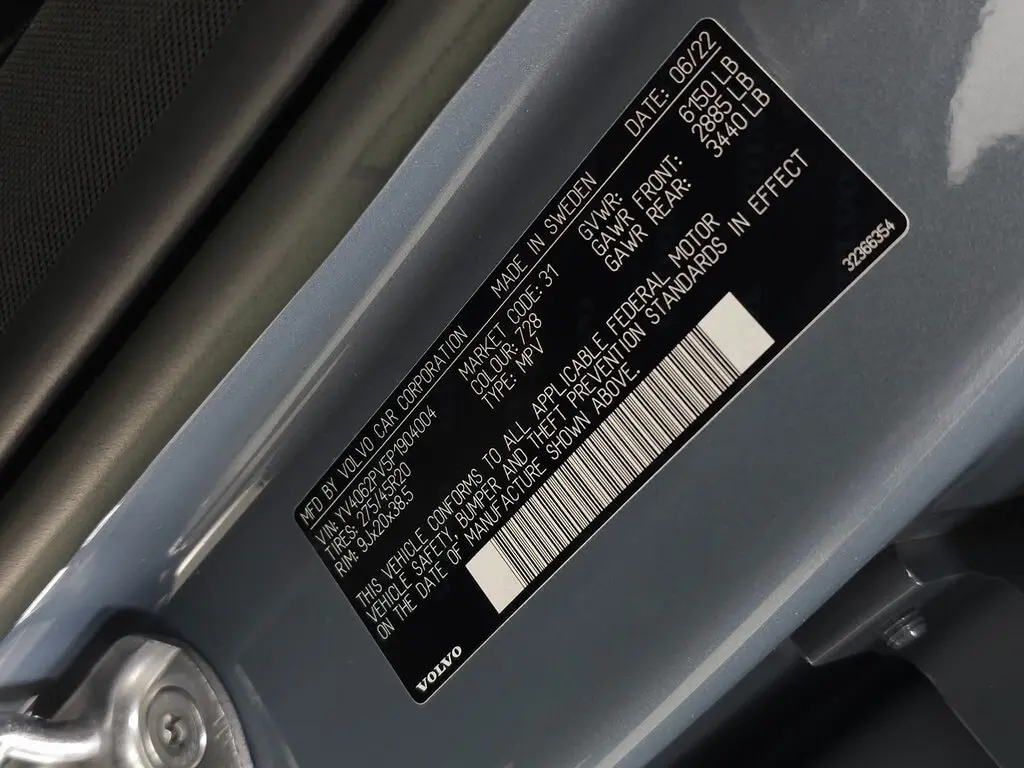 MFD BY VOLVO CAR CORPORATION MADE IN SWEDEN DATE: 06/22
VIN: YV4062PV5P1904004 MARKET CODE: 31 GVWR: 6150 LB
TIRES: 275/45R20 COLOUR: 728 GAWR FRONT: 2885 LB
RIM: 9Jx20x38.5 TYPE: MPV GAWR REAR: 3440 LB
THIS VEHICLE CONFORMS TO ALL APPLICABLE FEDERAL MOTOR
VEHICLE SAFETY, BUMPER AND THEFT PREVENTION STANDARDS IN EFFECT
ON THE DATE OF MANUFACTURE SHOWN ABOVE.
VOLVO 32366354